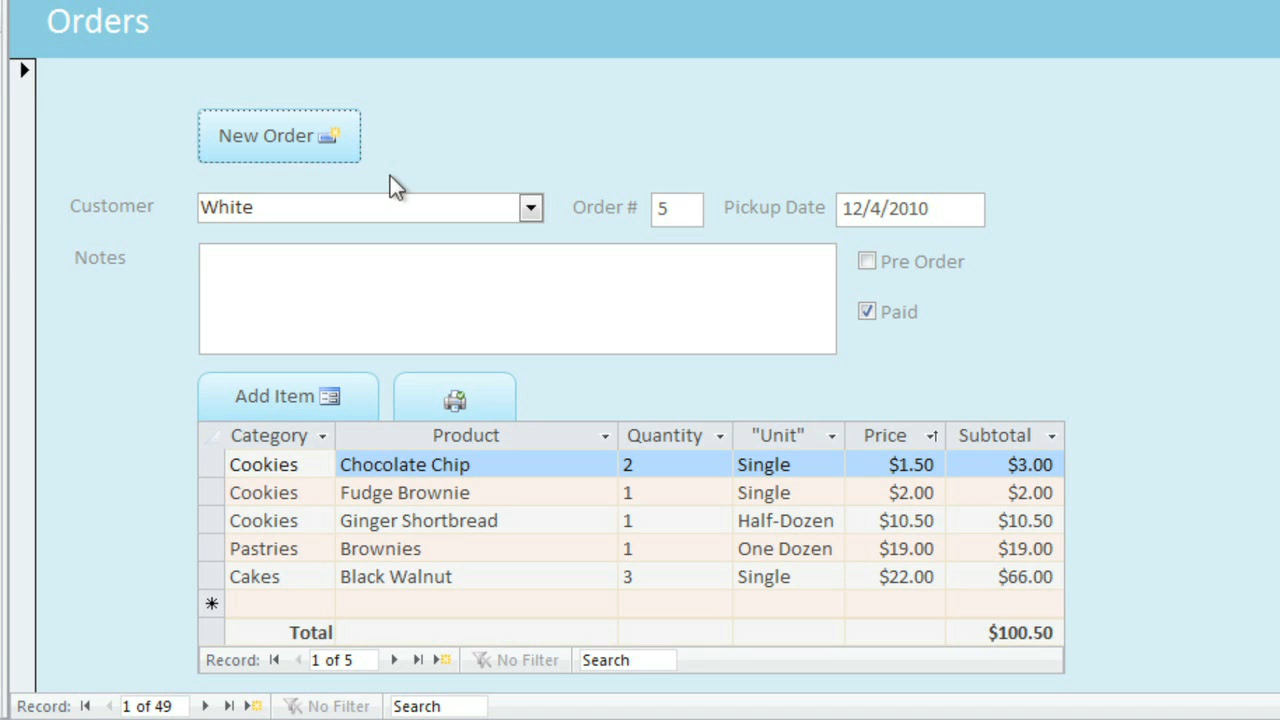 Orders
New Order
Customer White Order # 5 Pickup Date 12/4/2010
Notes Pre Order
Paid
Add Item
Category Product Quantity "Unit" Price Subtotal
Cookies Chocolate Chip 2 Single $1.50 $3.00
Cookies Fudge Brownie 1 Single $2.00 $2.00
Cookies Ginger Shortbread 1 Half-Dozen $10.50 $10.50
Pastries Brownies 1 One Dozen $19.00 $19.00
Cakes Black Walnut 3 Single $22.00 $66.00
Total $100.50
Record: 1 of 5 No Filter Search
Record: 1 of 49 No Filter Search